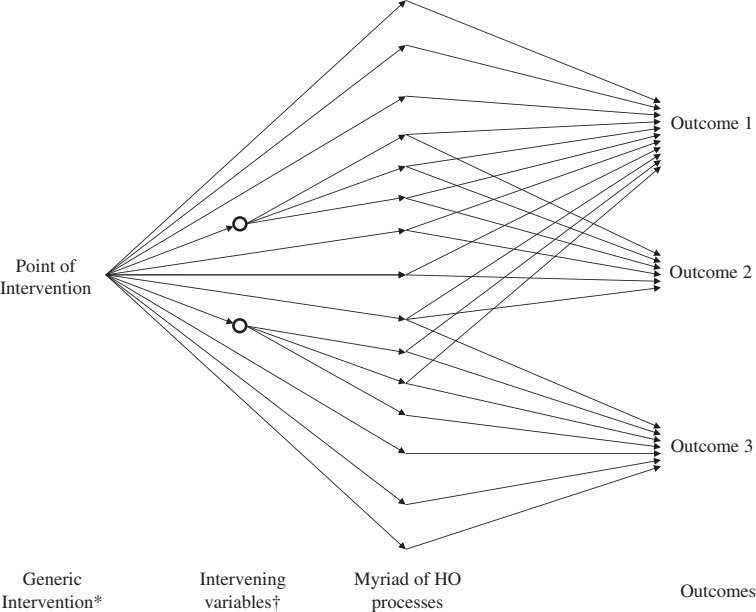 Outcome 1
Point of
Intervention
Outcome 2
Outcome 3
Generic
Intervention*
Intervening
variables†
Myriad of HO
processes
Outcomes